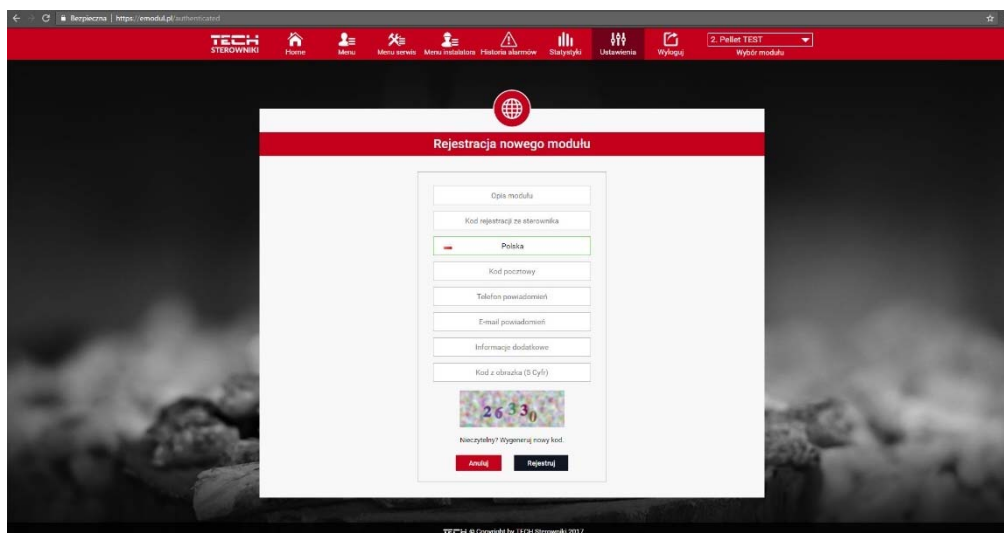 Bezpieczna | https://emodul.pl/authenticated
TECH
STEROWNIKI
Home
Menu
Menu serwis
Menu instalatora
Historia alarmów
Statystyki
Ustawienia
Wyloguj
2. Pellet TEST
Wybór modułu
Rejestracja nowego modułu
Opis modułu
Kod rejestracji ze sterownika
Polska
Kod pocztowy
Telefon powiadomień
E-mail powiadomień
Informacje dodatkowe
Kod z obrazka (5 Cyfr)
26330
Nieczytelny? Wygeneruj nowy kod.
Anuluj
Rejestruj
TECH © Copyright by TECH Sterowniki 2017